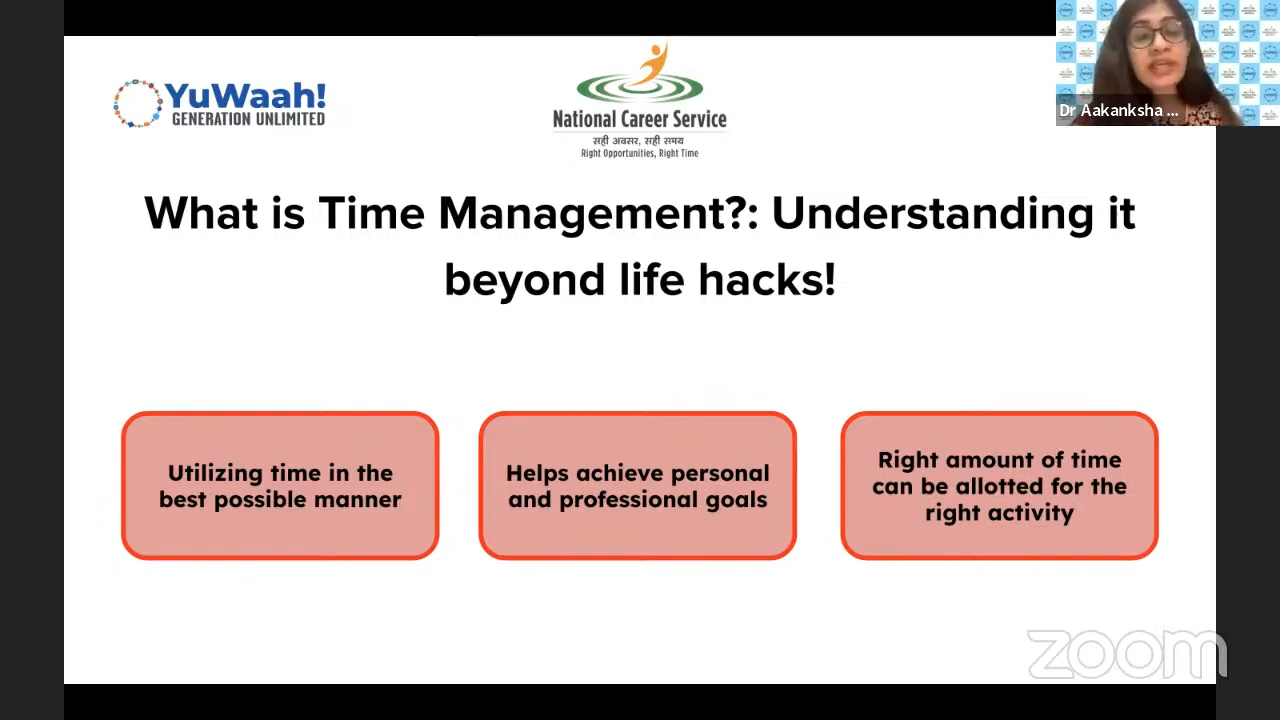 YuWaah!
GENERATION UNLIMITED
National Career Service
सही अवसर, सही समय
Right Opportunities, Right Time
Dr Aakanksha ...
What is Time Management?: Understanding it
beyond life hacks!
Utilizing time in the
best possible manner
Helps achieve personal
and professional goals
Right amount of time
can be allotted for the
right activity
zoom